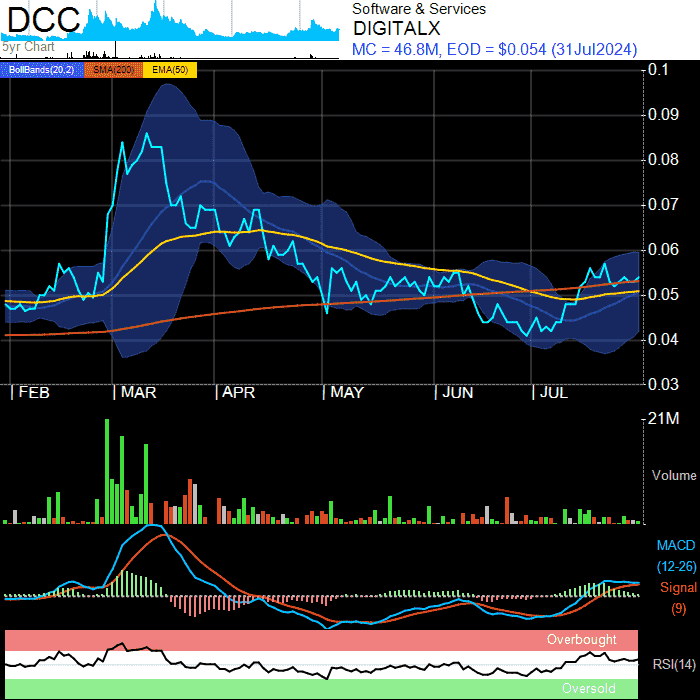 DCC
5yr Chart
Software & Services
DIGITALX
MC = 46.8M, EOD = $0.054 (31Jul2024)
BollBands(20,2) SMA(200) EMA(50)
0.1
0.09
0.08
0.07
0.06
0.05
0.04
0.03
FEB MAR APR MAY JUN JUL
21M
Volume
MACD
(12-26)
Signal
(9)
Overbought
RSI(14)
Oversold